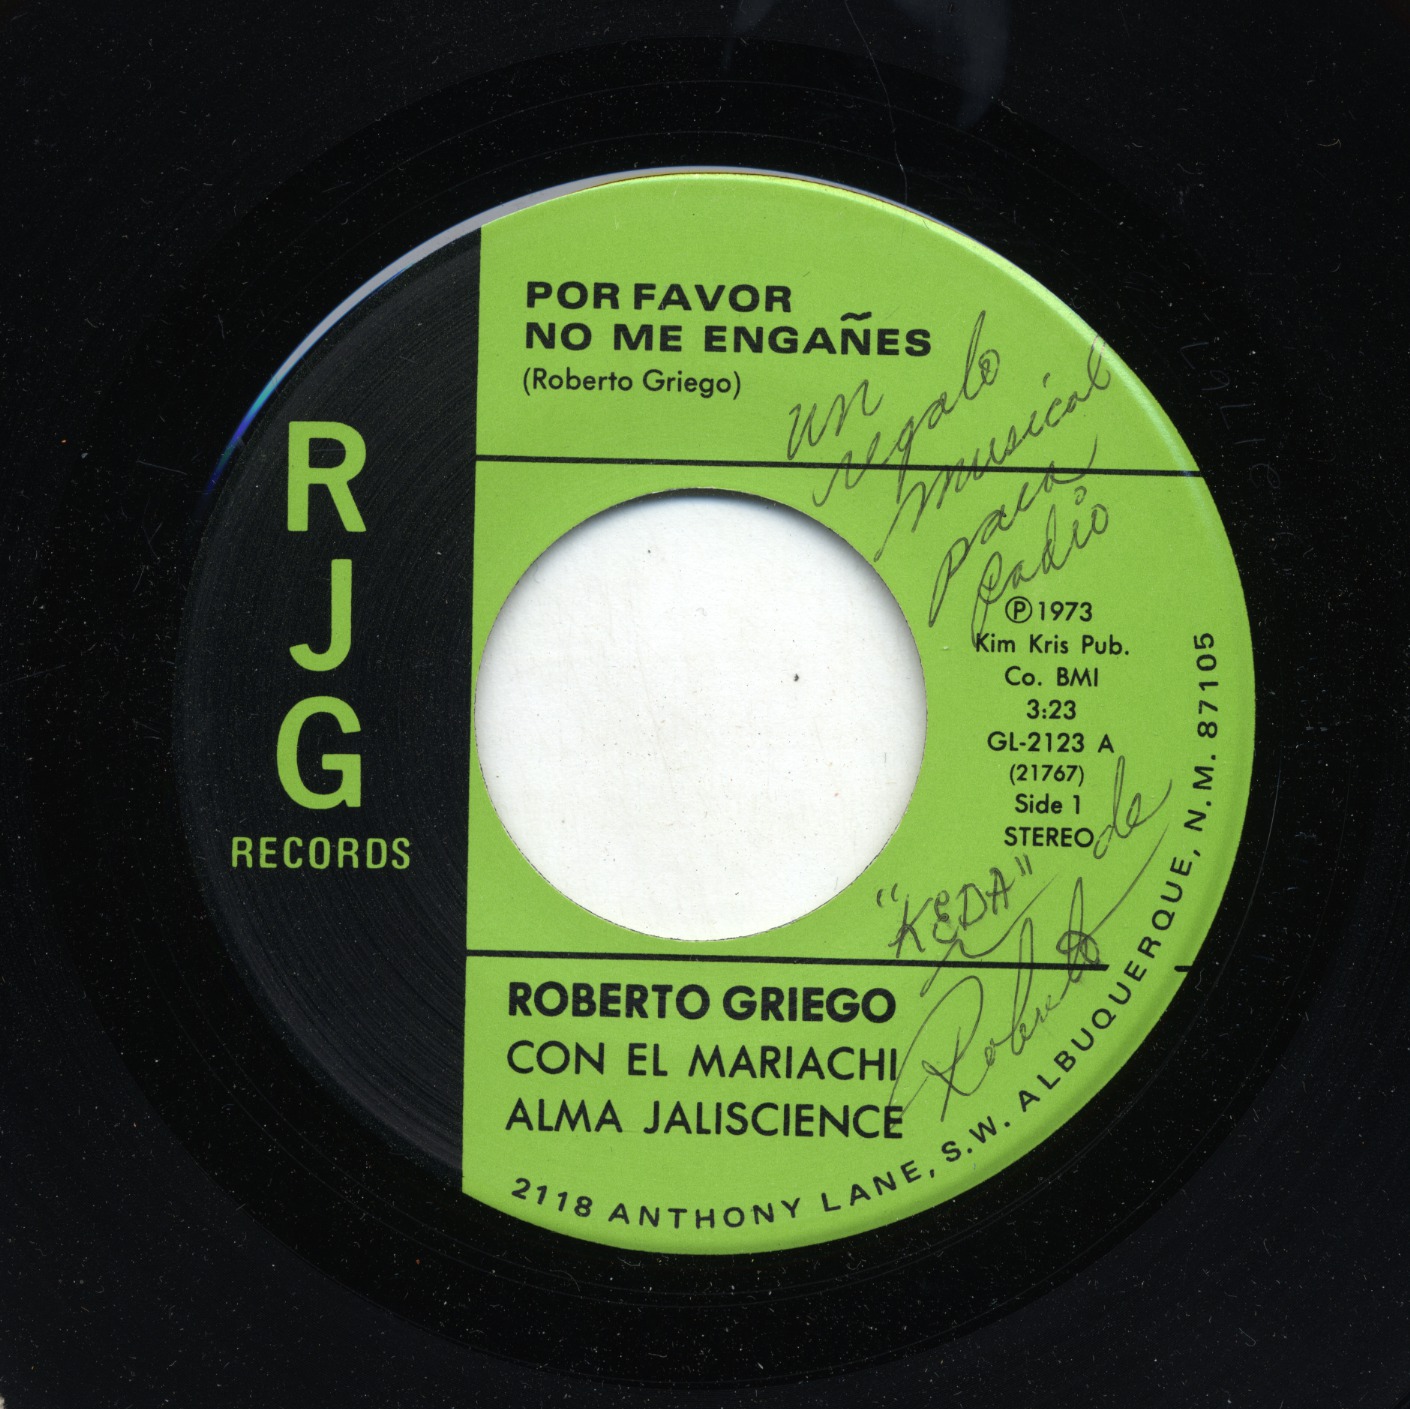 POR FAVOR
NO ME ENGAÑES
(Roberto Griego)
un
regalo
musical
para
Radio
"KEDA"
de
Roberto
R
J
G
RECORDS
Ⓟ1973
Kim Kris Pub.
Co. BMI
3:23
GL-2123 A
(21767)
Side 1
STEREO
ROBERTO GRIEGO
CON EL MARIACHI
ALMA JALISCIENCE
2118 ANTHONY LANE, S.W. ALBUQUERQUE, N.M. 87105